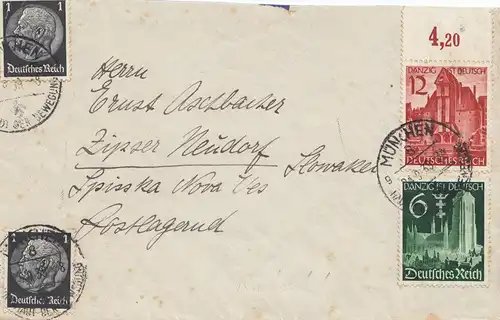 1
Deutsches Reich
4,20
DANZIG IST DEUTSCH
12
DEUTSCHES REICH
MÜNCHEN
Herrn
Ernst Aschbacher
Zipser Neudorf Slowakei
Spisska Nova Ves
Postlagernd
DANZIG IST DEUTSCH
6
Deutsches Reich
1
Deutsches Reich